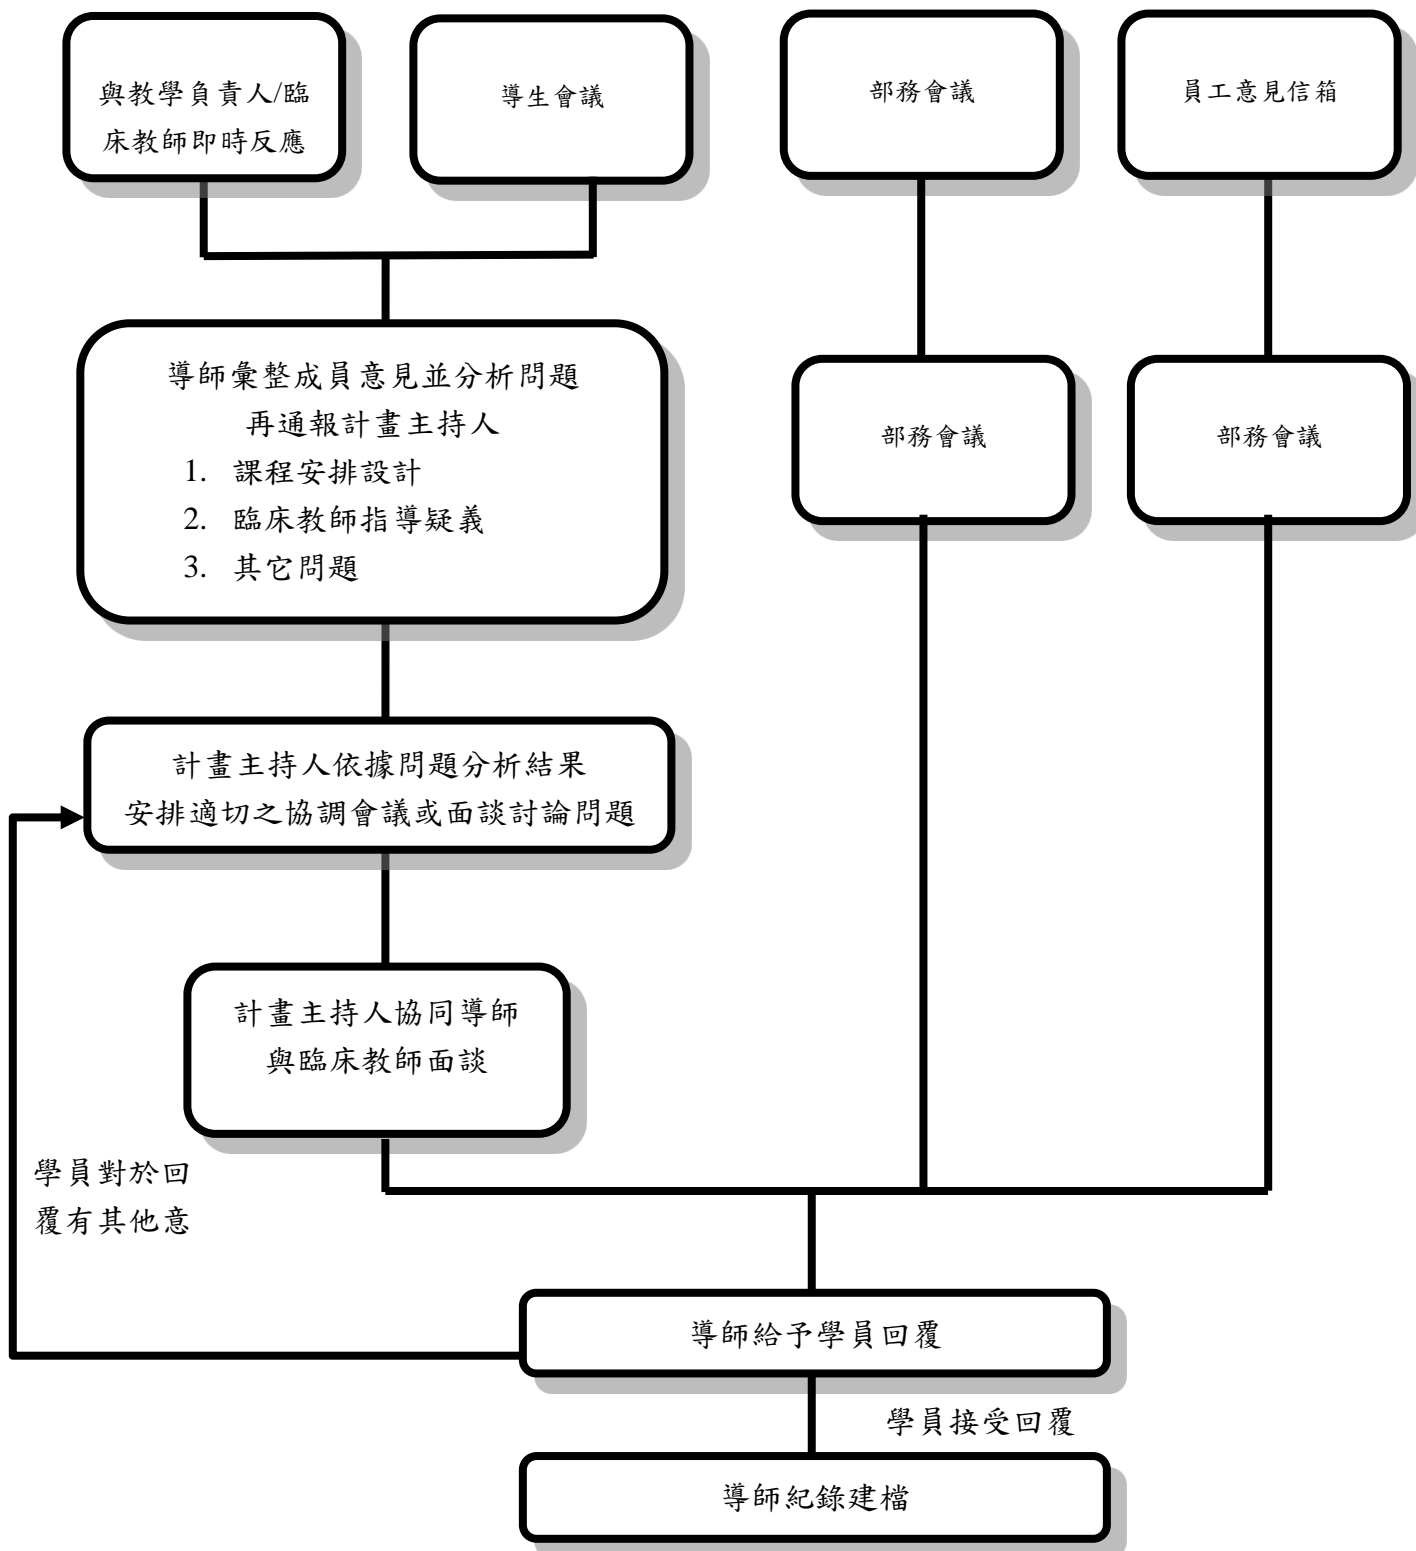 與教學負責人/臨
床教師即時反應
導生會議
部務會議
員工意見信箱
導師彙整成員意見並分析問題
再通報計畫主持人
1. 課程安排設計
2. 臨床教師指導疑義
3. 其它問題
部務會議
部務會議
計畫主持人依據問題分析結果
安排適切之協調會議或面談討論問題
計畫主持人協同導師
與臨床教師面談
學員對於回
覆有其他意
導師給予學員回覆
學員接受回覆
導師紀錄建檔